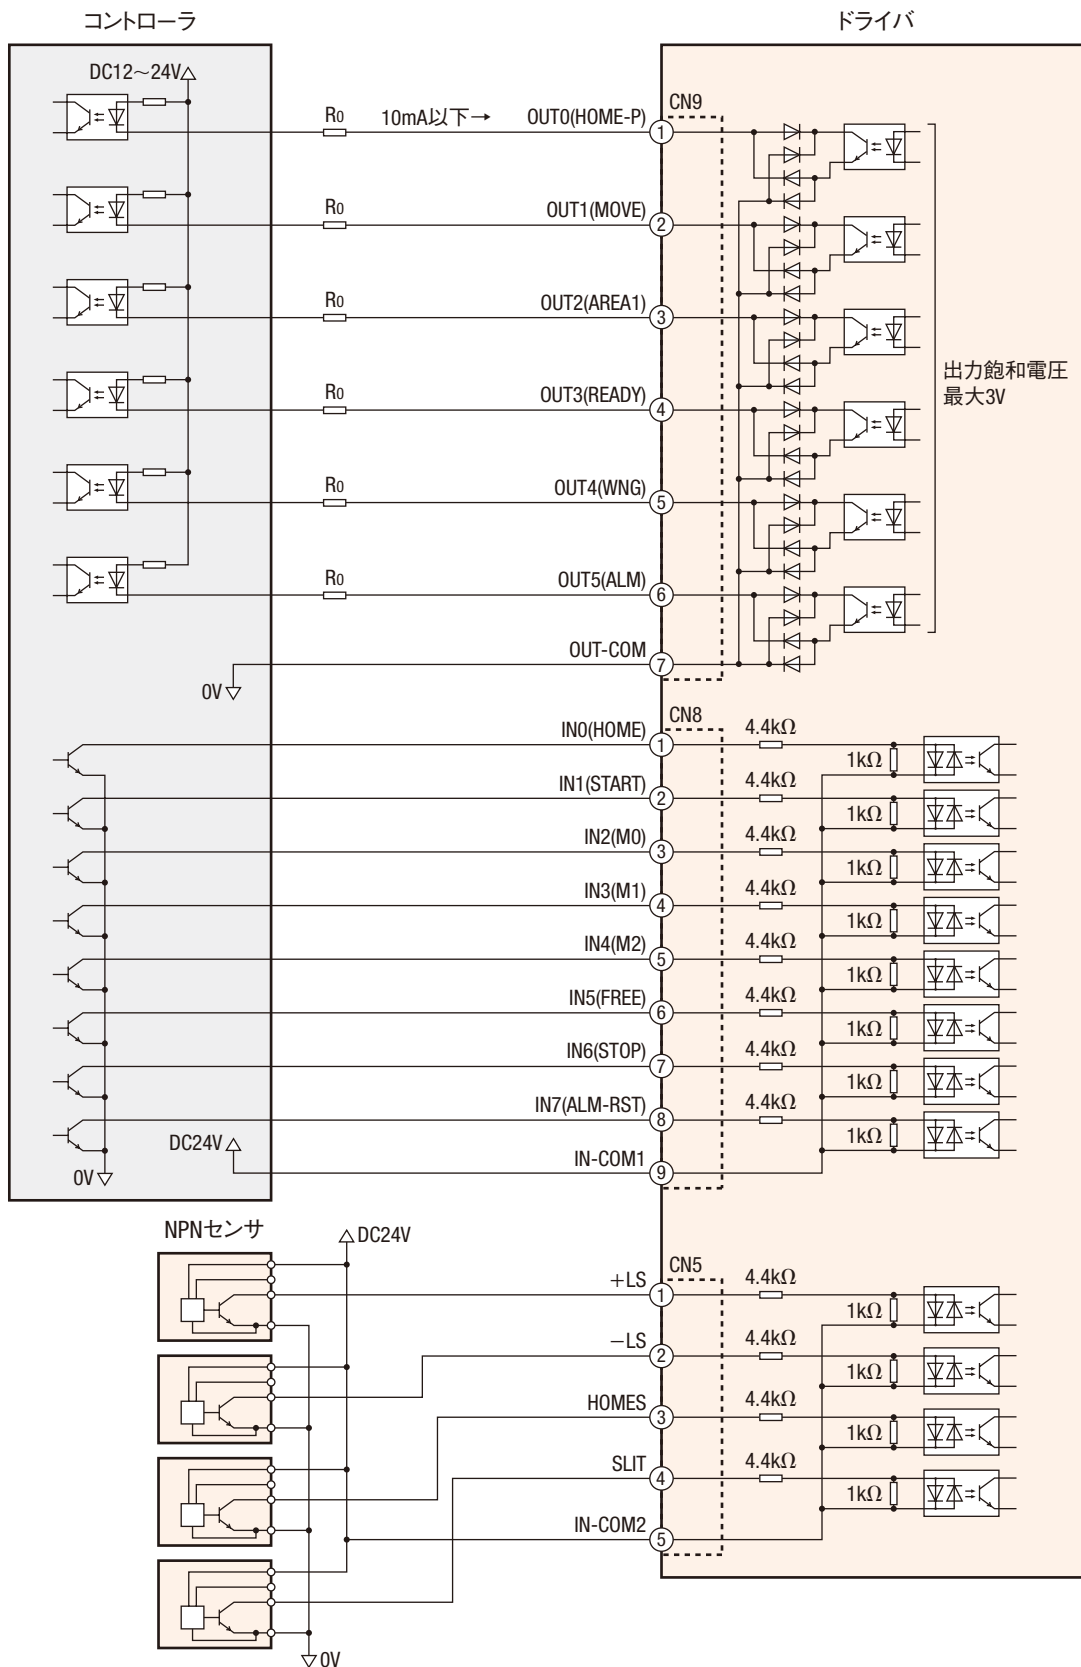 コントローラ
ドライバ
DC12～24V
CN9
R0
10mA以下→
OUT0(HOME-P)
1
R0
OUT1(MOVE)
2
R0
OUT2(AREA1)
3
出力飽和電圧
最大3V
R0
OUT3(READY)
4
R0
OUT4(WNG)
5
R0
OUT5(ALM)
6
OUT-COM
7
0V
CN8
IN0(HOME)
1
4.4kΩ
1kΩ
IN1(START)
2
4.4kΩ
1kΩ
IN2(M0)
3
4.4kΩ
1kΩ
IN3(M1)
4
4.4kΩ
1kΩ
IN4(M2)
5
4.4kΩ
1kΩ
IN5(FREE)
6
4.4kΩ
1kΩ
IN6(STOP)
7
4.4kΩ
1kΩ
IN7(ALM-RST)
8
4.4kΩ
1kΩ
DC24V
IN-COM1
9
0V
NPNセンサ
DC24V
CN5
+LS
1
4.4kΩ
1kΩ
−LS
2
4.4kΩ
1kΩ
HOMES
3
4.4kΩ
1kΩ
SLIT
4
4.4kΩ
1kΩ
IN-COM2
5
0V